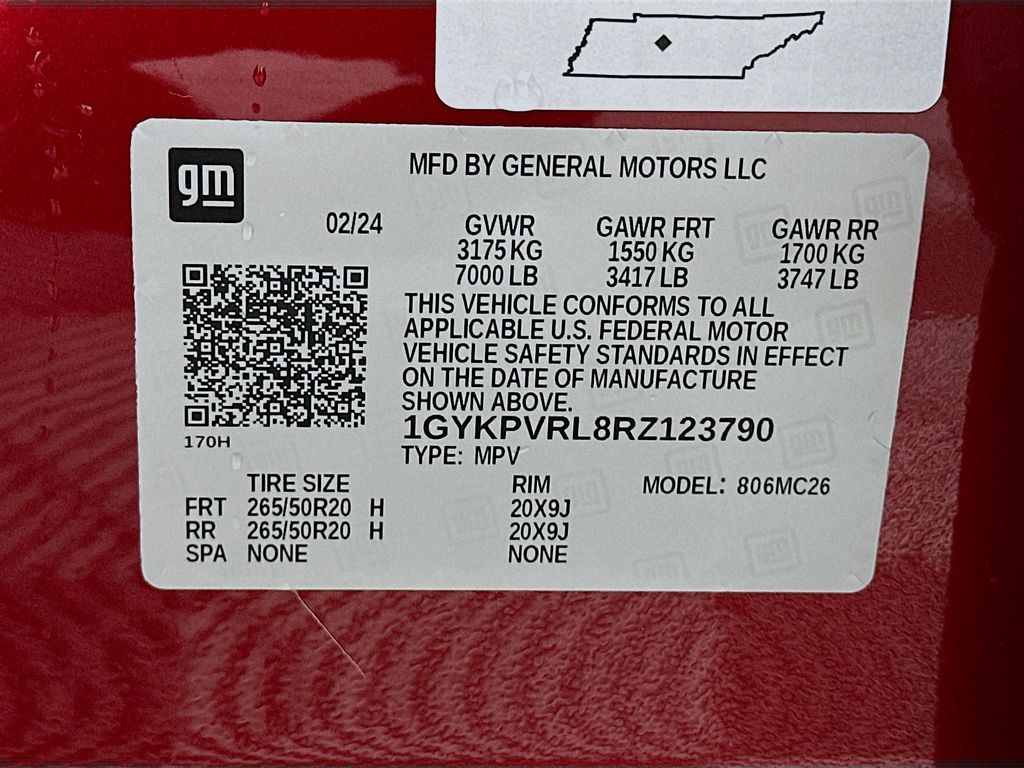 gm
MFD BY GENERAL MOTORS LLC
02/24 GVWR GAWR FRT GAWR RR
3175 KG 1550 KG 1700 KG
7000 LB 3417 LB 3747 LB
THIS VEHICLE CONFORMS TO ALL
APPLICABLE U.S. FEDERAL MOTOR
VEHICLE SAFETY STANDARDS IN EFFECT
ON THE DATE OF MANUFACTURE
SHOWN ABOVE.
1GYKPVRL8RZ123790
170H
TYPE: MPV
TIRE SIZE RIM MODEL: 806MC26
FRT 265/50R20 H 20X9J
RR 265/50R20 H 20X9J
SPA NONE NONE